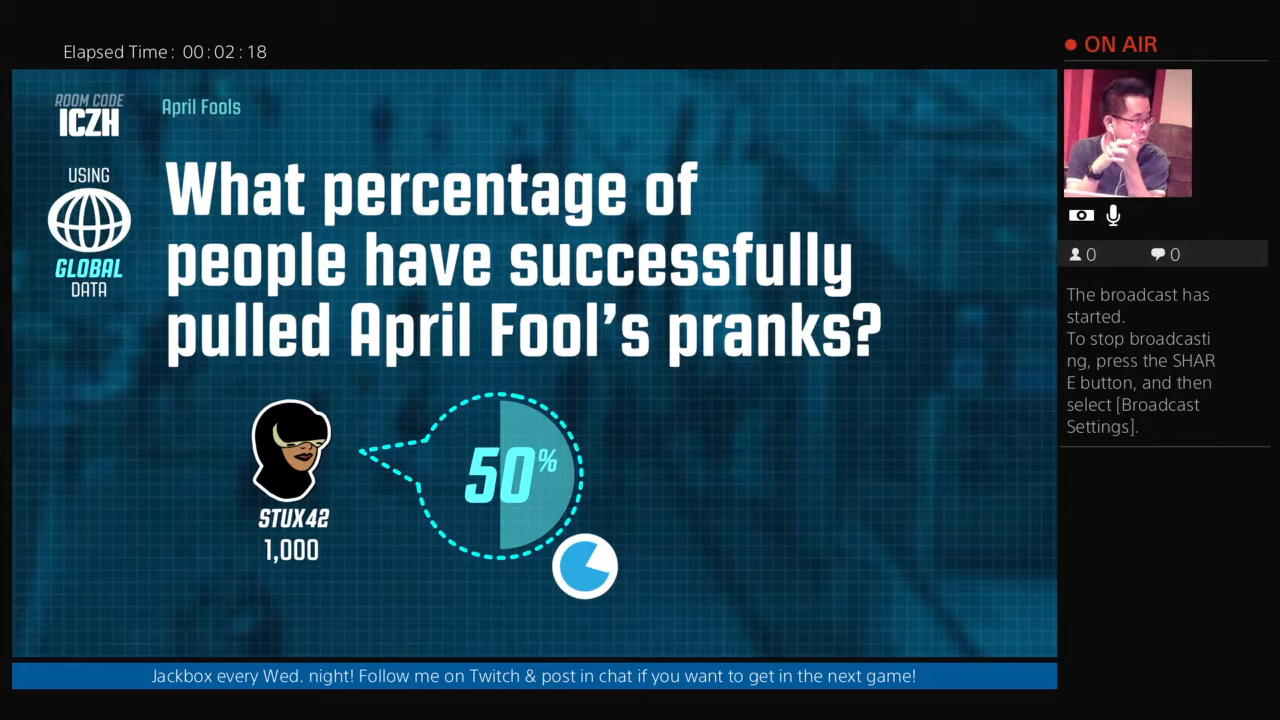 Elapsed Time: 00:02:18
ON AIR
ROOM CODE
ICZH
April Fools
USING
GLOBAL
DATA
What percentage of
people have successfully
pulled April Fool's pranks?
50%
STUX42
1,000
0
0
The broadcast has
started.
To stop broadcasti
ng, press the SHAR
E button, and then
select [Broadcast
Settings].
Jackbox every Wed. night! Follow me on Twitch & post in chat if you want to get in the next game!